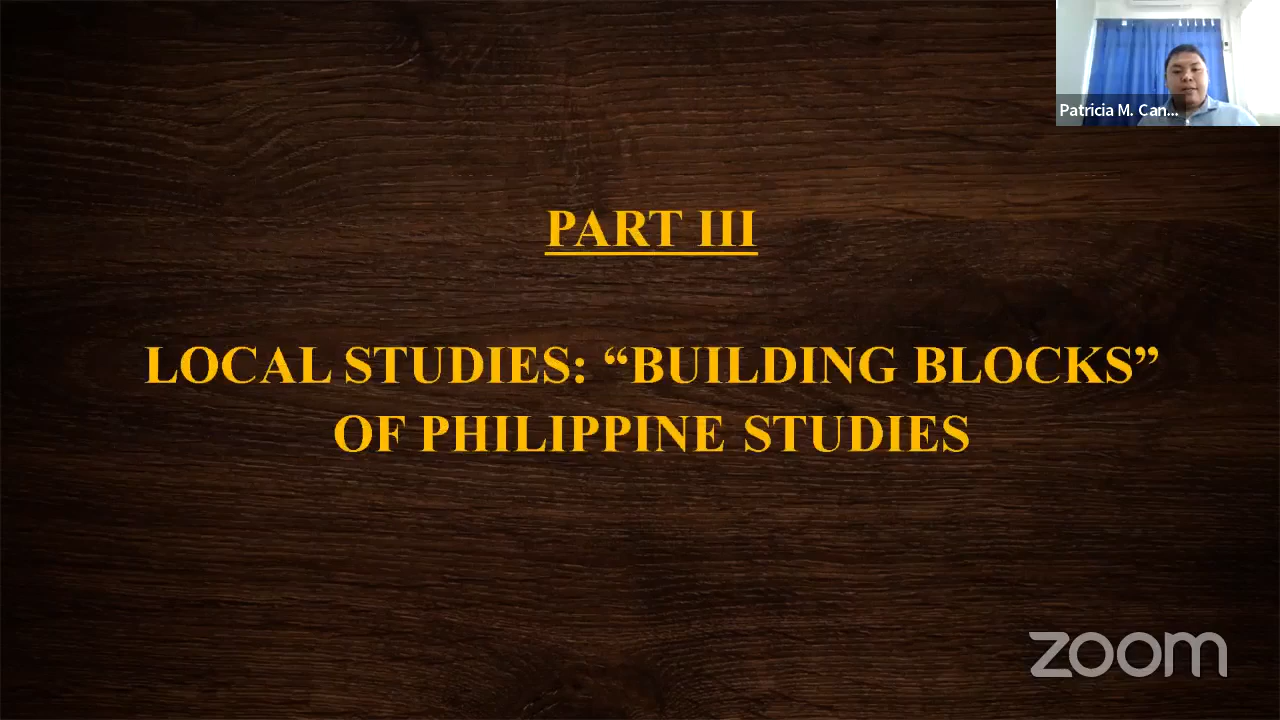 Patricia M. Can...
PART III
LOCAL STUDIES: “BUILDING BLOCKS”
OF PHILIPPINE STUDIES
zoom